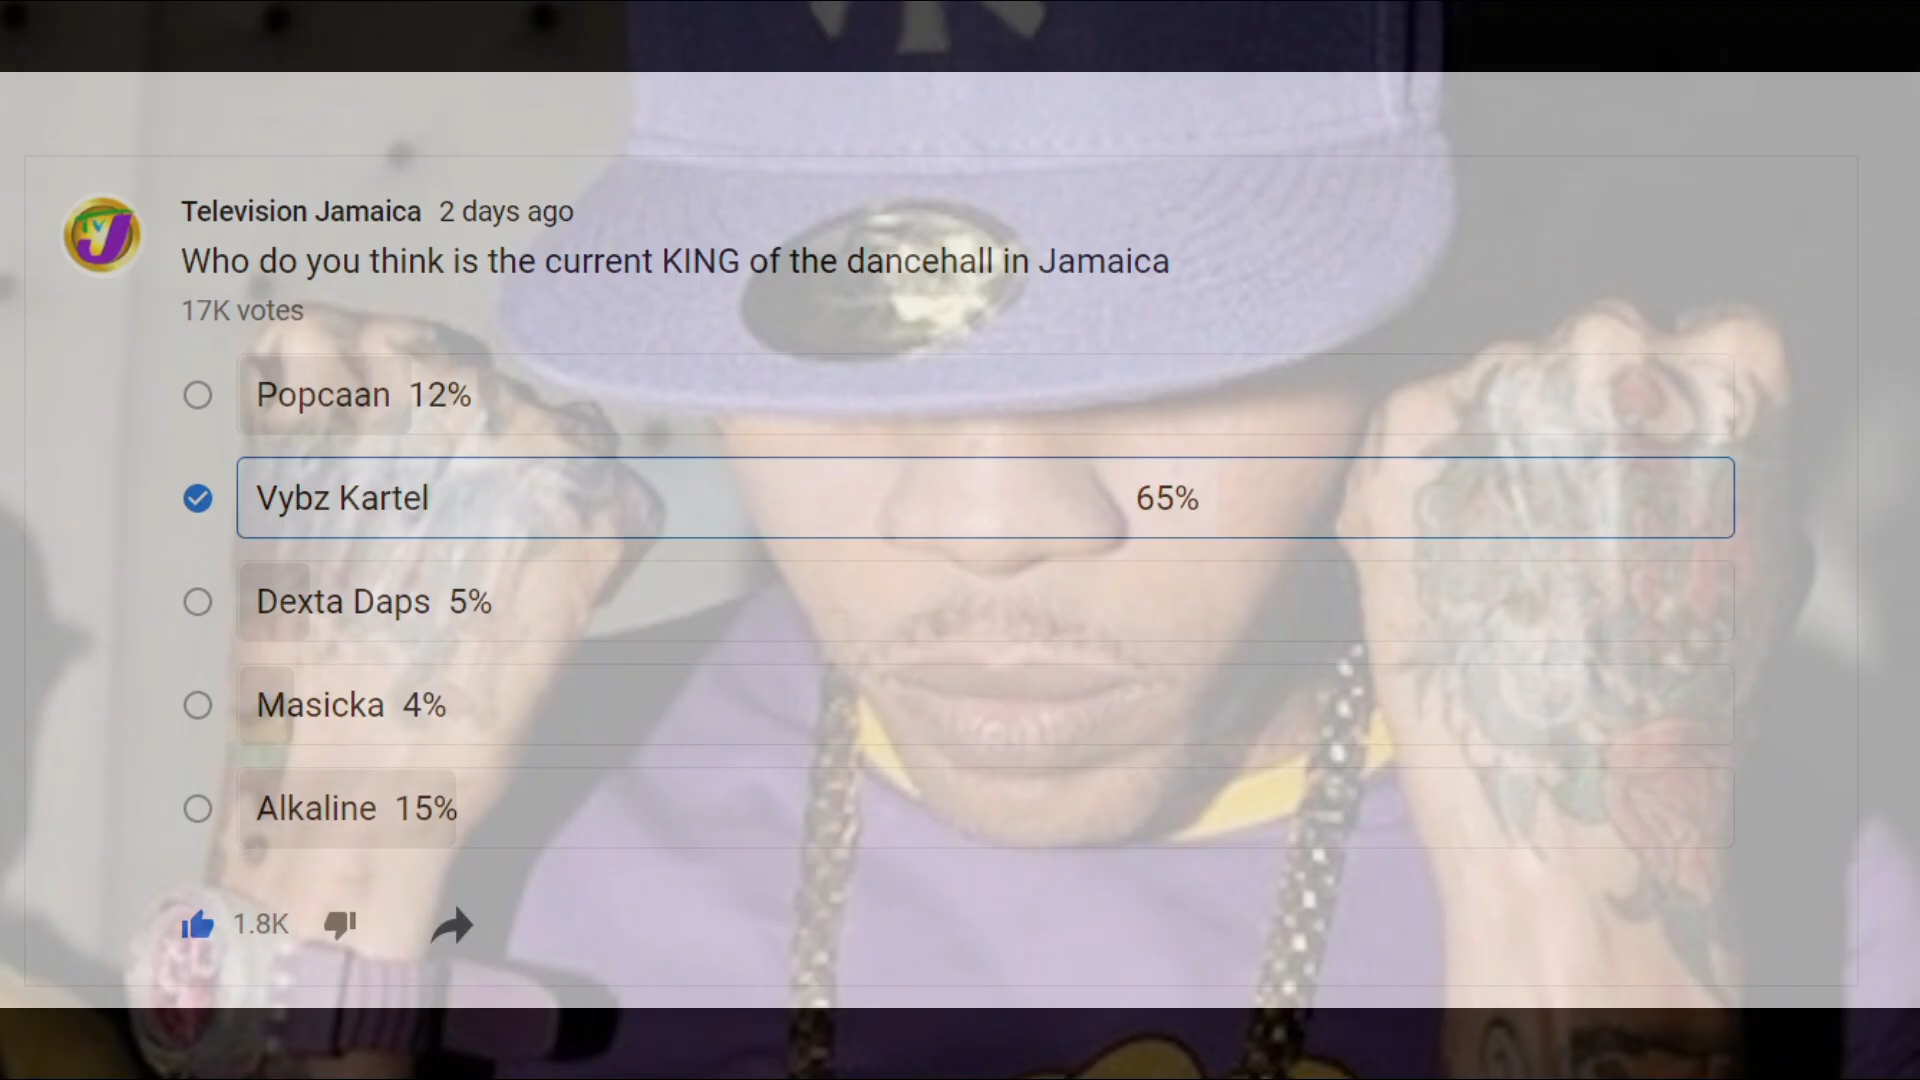 TVJ
Television Jamaica 2 days ago
Who do you think is the current KING of the dancehall in Jamaica
17K votes
Popcaan 12%
Vybz Kartel 65%
Dexta Daps 5%
Masicka 4%
Alkaline 15%
1.8K